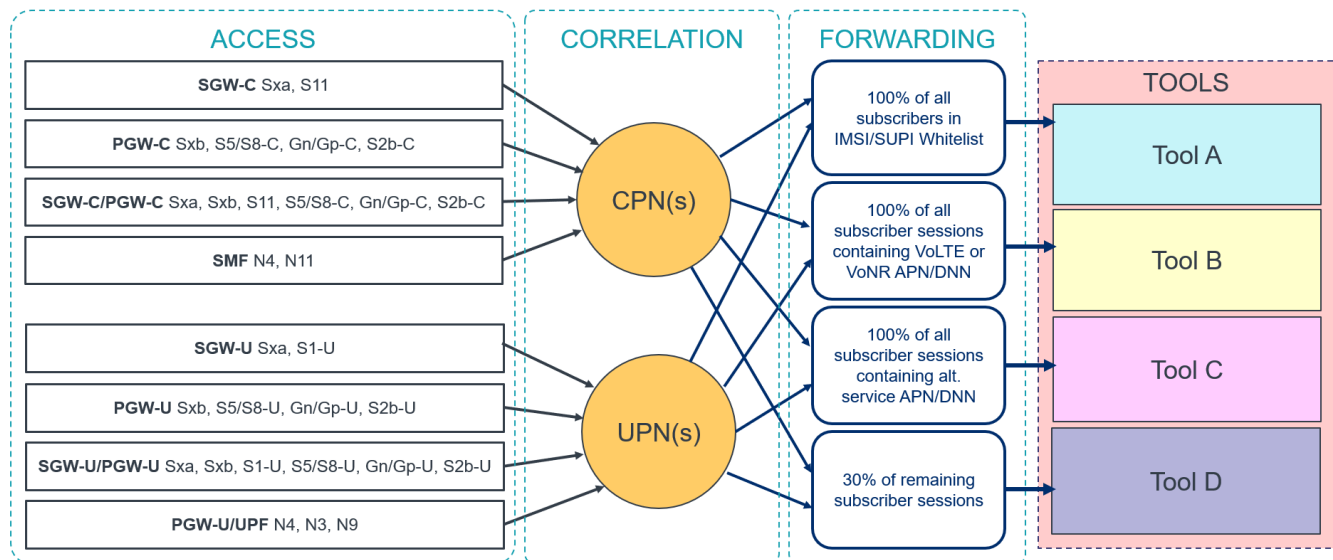 ACCESS
SGW-C Sxa, S11
PGW-C Sxb, S5/S8-C, Gn/Gp-C, S2b-C
SGW-C/PGW-C Sxa, Sxb, S11, S5/S8-C, Gn/Gp-C, S2b-C
SMF N4, N11
SGW-U Sxa, S1-U
PGW-U Sxb, S5/S8-U, Gn/Gp-U, S2b-U
SGW-U/PGW-U Sxa, Sxb, S1-U, S5/S8-U, Gn/Gp-U, S2b-U
PGW-U/UPF N4, N3, N9
CORRELATION
CPN(s)
UPN(s)
FORWARDING
100% of all
subscribers in
IMSI/SUPI Whitelist
100% of all
subscriber sessions
containing VoLTE or
VoNR APN/DNN
100% of all
subscriber sessions
containing alt.
service APN/DNN
30% of remaining
subscriber sessions
TOOLS
Tool A
Tool B
Tool C
Tool D